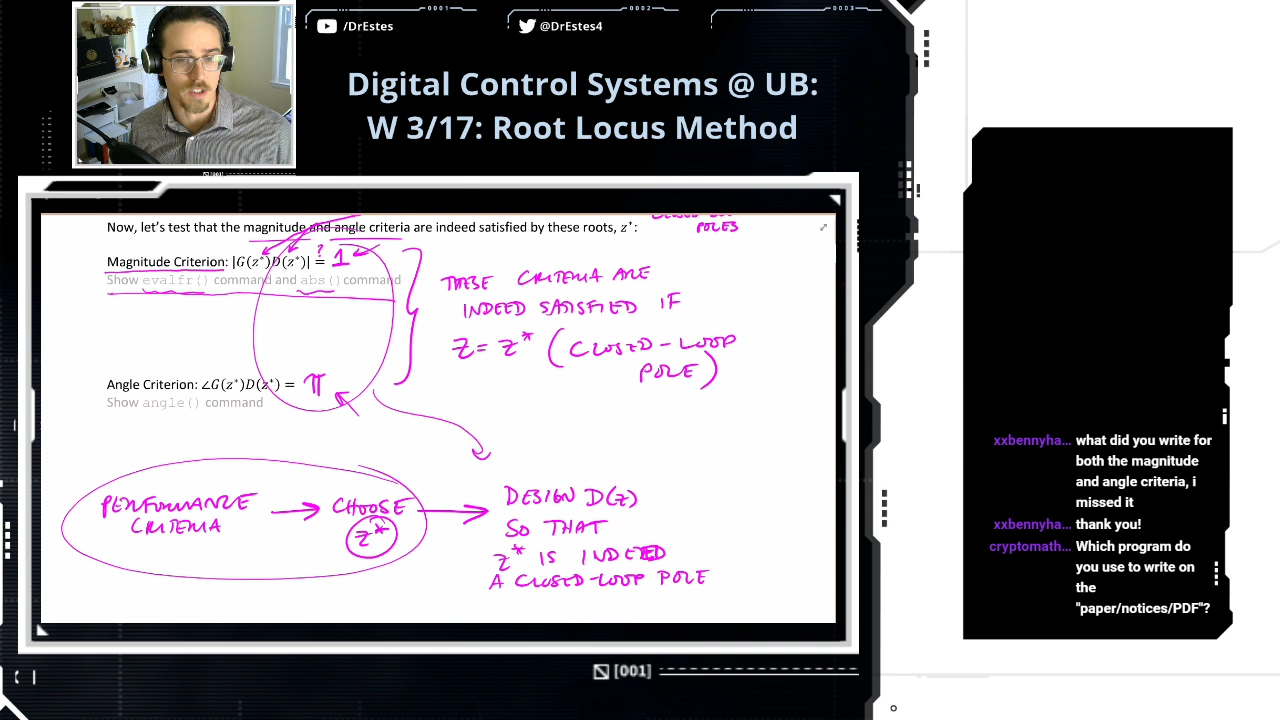 0001
0002
0003
/DrEstes
@DrEstes4
Digital Control Systems @ UB:
W 3/17: Root Locus Method
[001]
Now, let's test that the magnitude and angle criteria are indeed satisfied by these roots, z*:
POLES
Magnitude Criterion: |G(z*)D(z*)| = ? 1
Show evalfr() command and abs() command
THESE CRITERIA ARE
INDEED SATISFIED IF
Z = Z* (CLOSED-LOOP
POLE)
Angle Criterion: ∠G(z*)D(z*) = π
Show angle() command
PERFORMANCE
CRITERIA
→ CHOOSE
Z*
→ DESIGN D(Z)
SO THAT
Z* IS INDEED
A CLOSED-LOOP POLE
[001]
xxbennyha... what did you write for
both the magnitude
and angle criteria, i
missed it
xxbennyha... thank you!
cryptomath... Which program do
you use to write on
the
"paper/notices/PDF"?